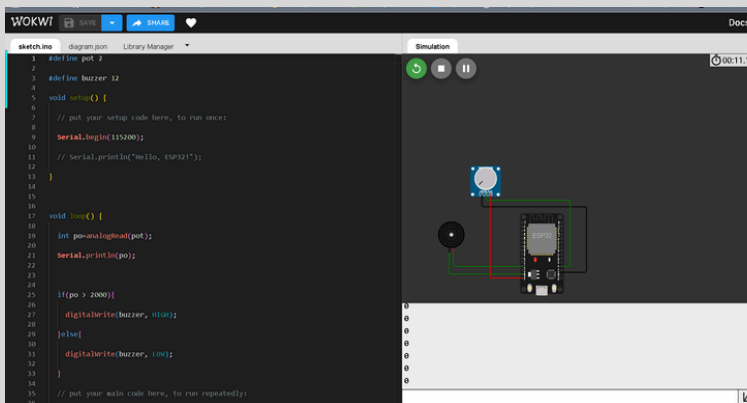 WOKWI SAVE SHARE Docs
sketch.ino diagram.json Library Manager
1 #define pot 2
2
3 #define buzzer 12
4
5 void setup() {
6
7 // put your setup code here, to run once:
8
9 Serial.begin(115200);
10
11 // Serial.println("Hello, ESP32!");
12
13 }
14
15
16
17 void loop() {
18
19 int po=analogRead(pot);
20
21 Serial.println(po);
22
23
24
25 if(po > 2000){
26
27 digitalWrite(buzzer, HIGH);
28
29 }else{
30
31 digitalWrite(buzzer, LOW);
32
33 }
34
35 // put your main code here, to run repeatedly:
Simulation
00:11.
ESP32
0
0
0
0
0
0
0